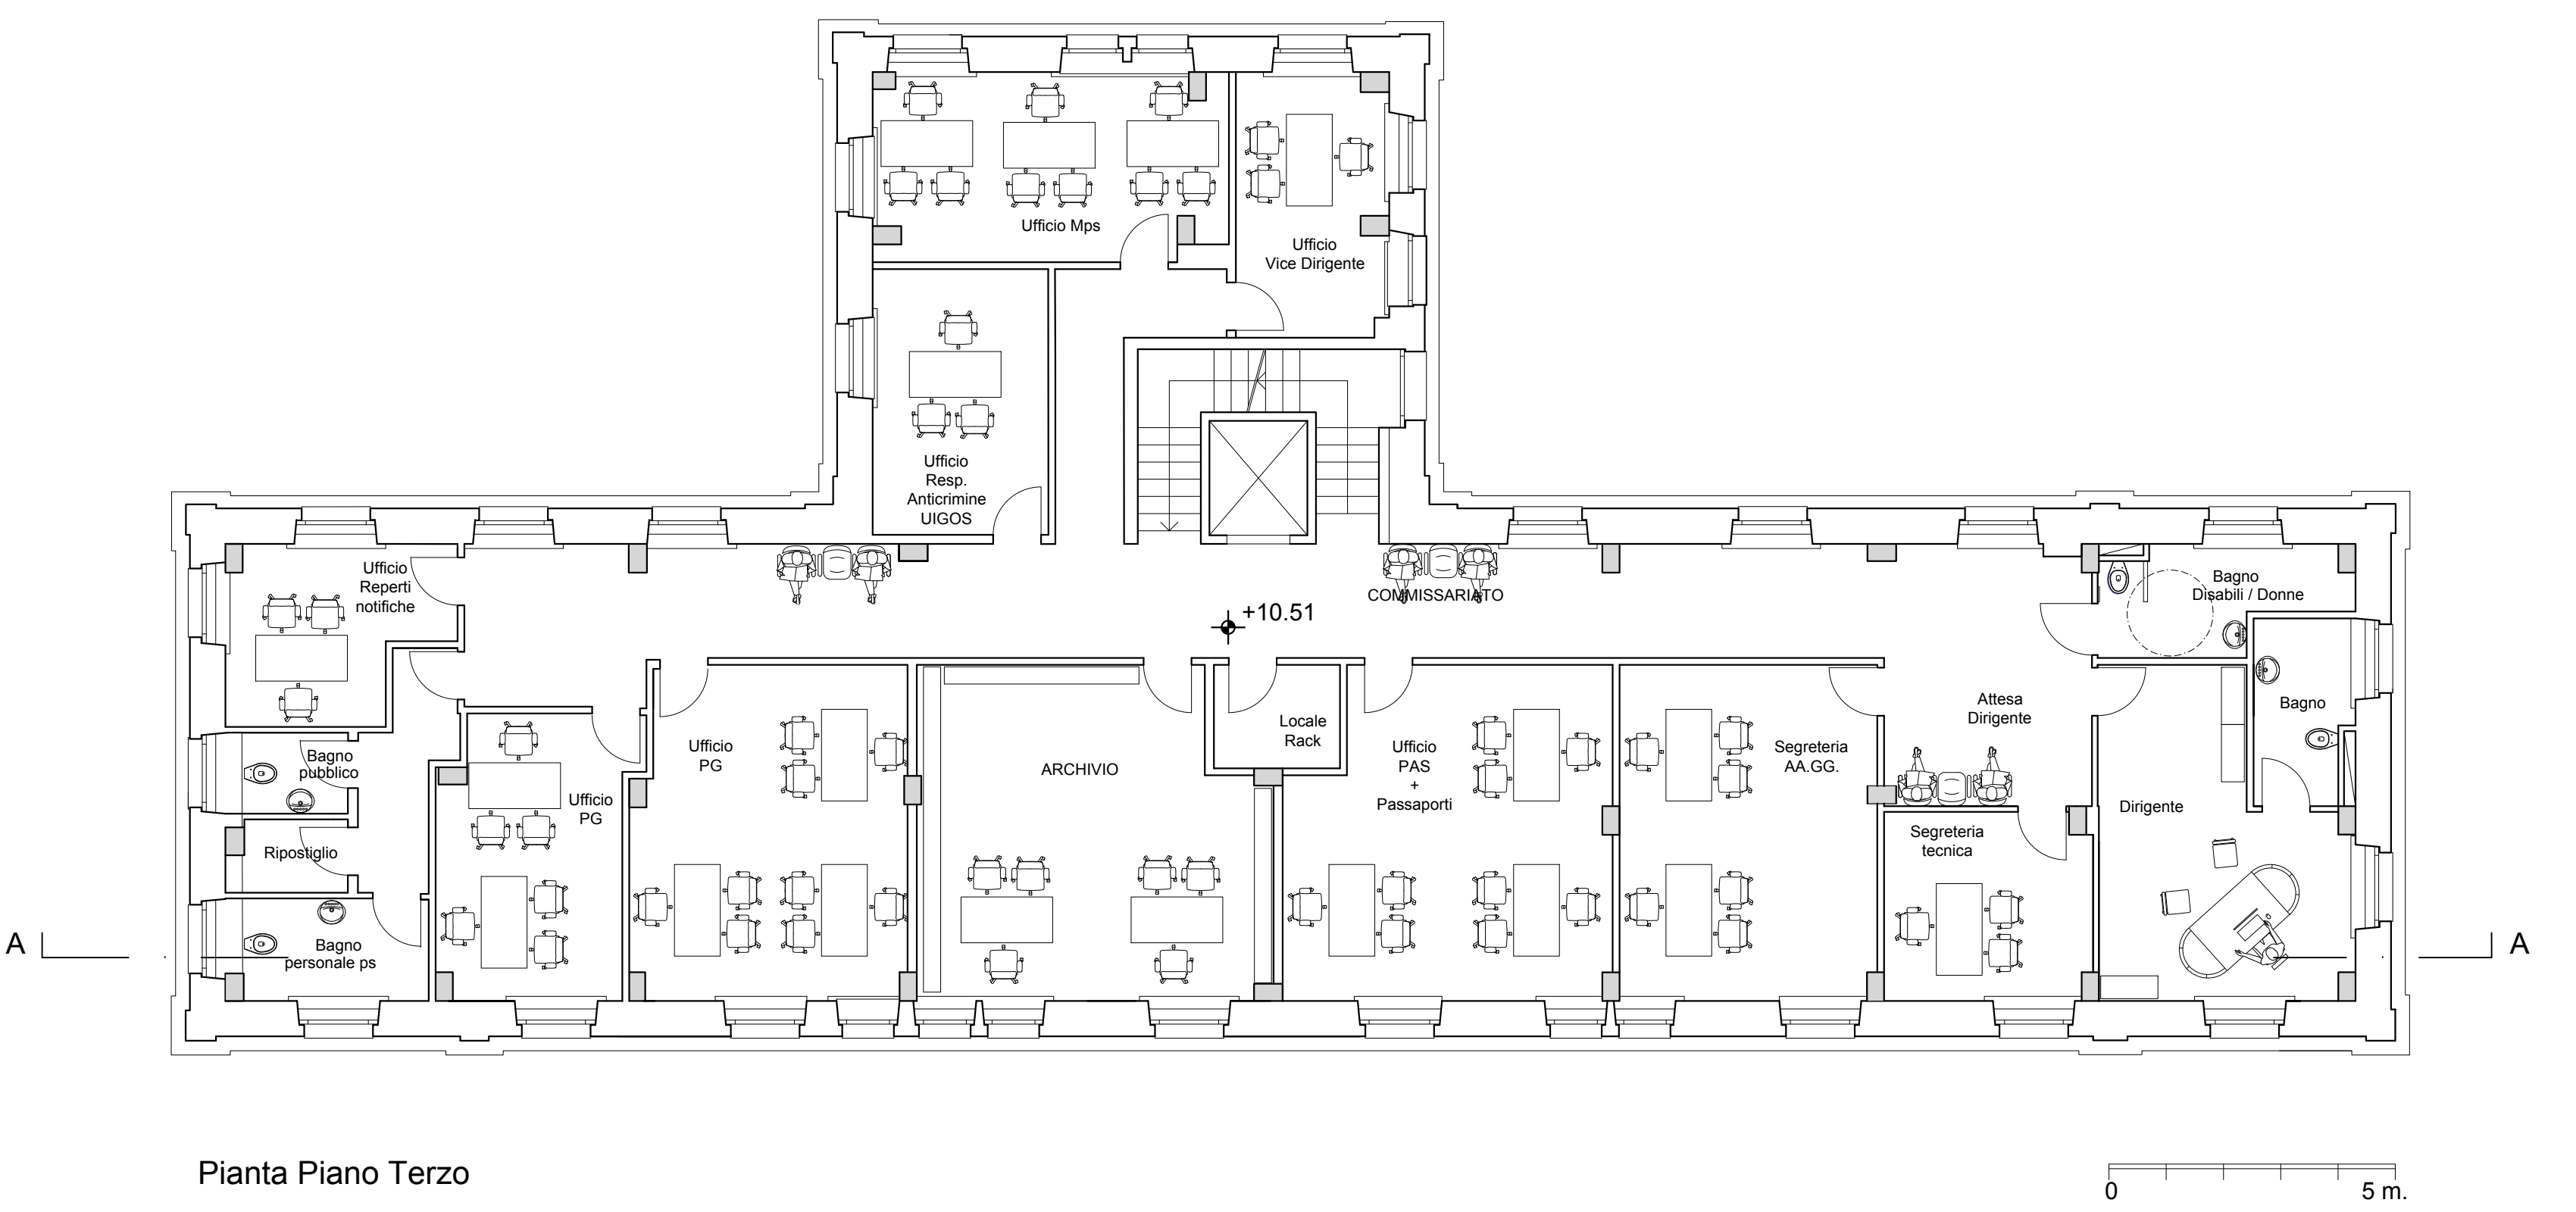 Ufficio Mps
Ufficio
Vice Dirigente
Ufficio
Resp.
Anticrimine
UIGOS
Ufficio
Reperti
notifiche
COMMISSARIATO
+10.51
Bagno
Disabili / Donne
Bagno
pubblico
Ripostiglio
Bagno
personale ps
Ufficio
PG
Ufficio
PG
ARCHIVIO
Locale
Rack
Ufficio
PAS
+
Passaporti
Segreteria
AA.GG.
Attesa
Dirigente
Segreteria
tecnica
Dirigente
Bagno
A
A
Pianta Piano Terzo
0
5 m.